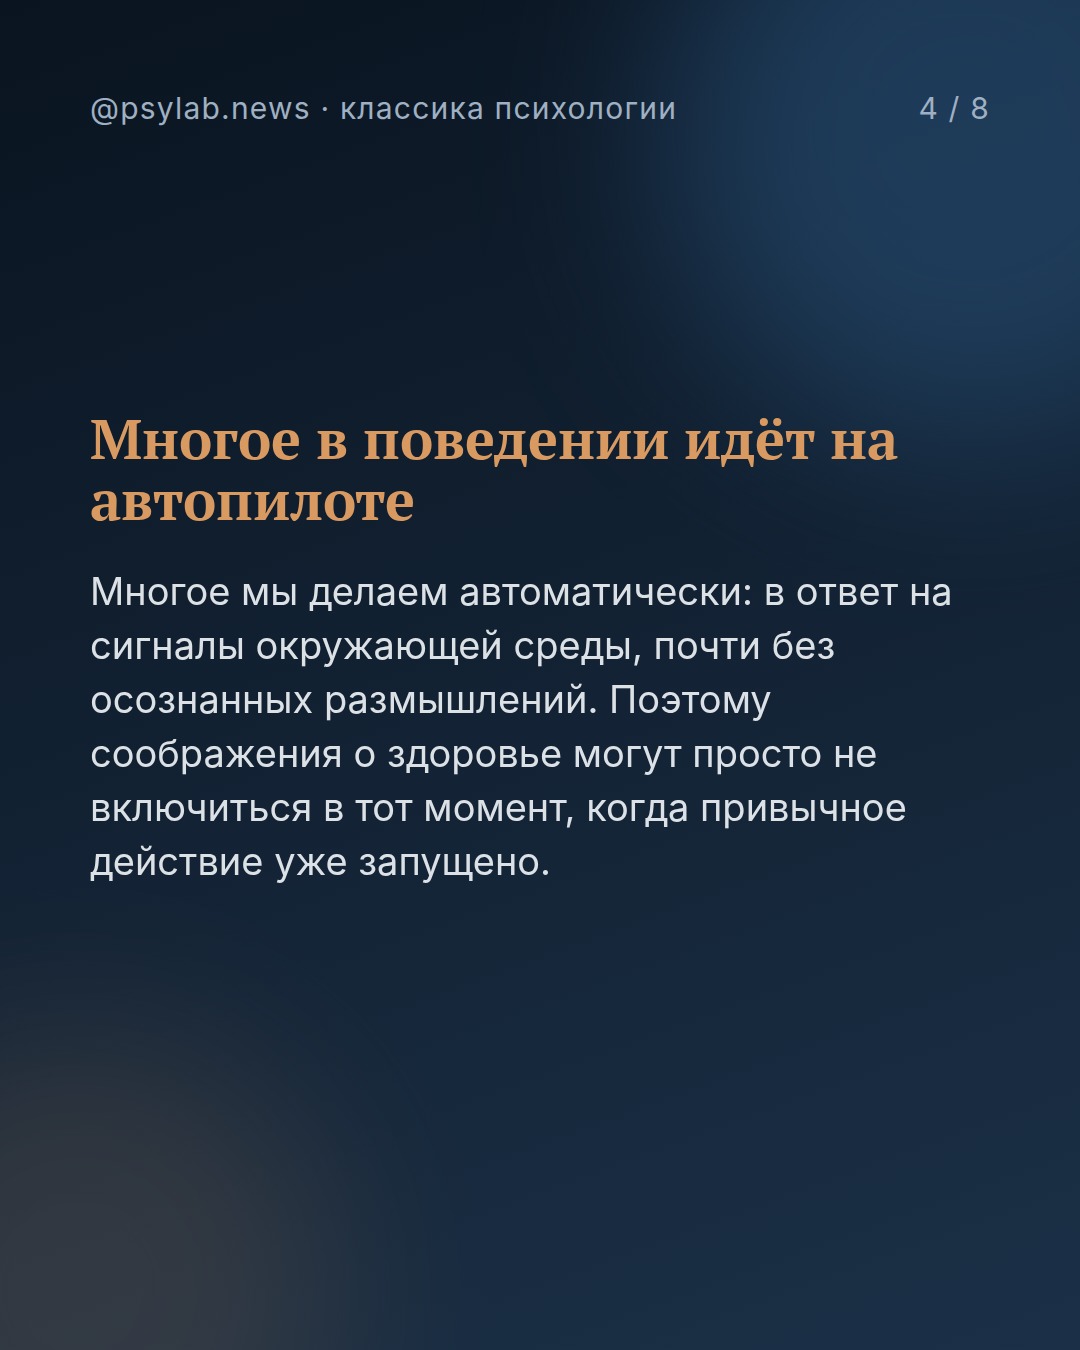 @psylab.news · классика психологии 4 / 8
Многое в поведении идёт на
автопилоте
Многое мы делаем автоматически: в ответ на
сигналы окружающей среды, почти без
осознанных размышлений. Поэтому
соображения о здоровье могут просто не
включиться в тот момент, когда привычное
действие уже запущено.